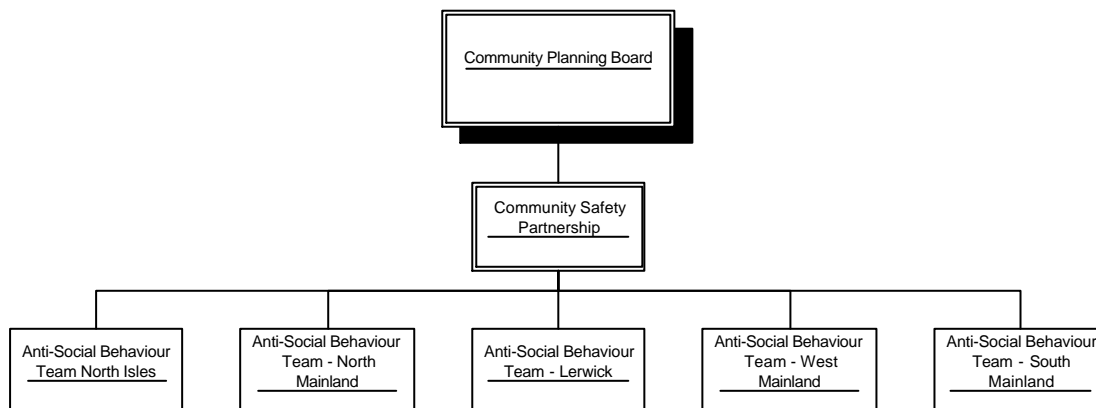 Community Planning Board
Community Safety
Partnership
Anti-Social Behaviour
Team North Isles
Anti-Social Behaviour
Team - North
Mainland
Anti-Social Behaviour
Team - Lerwick
Anti-Social Behaviour
Team - West
Mainland
Anti-Social Behaviour
Team - South
Mainland